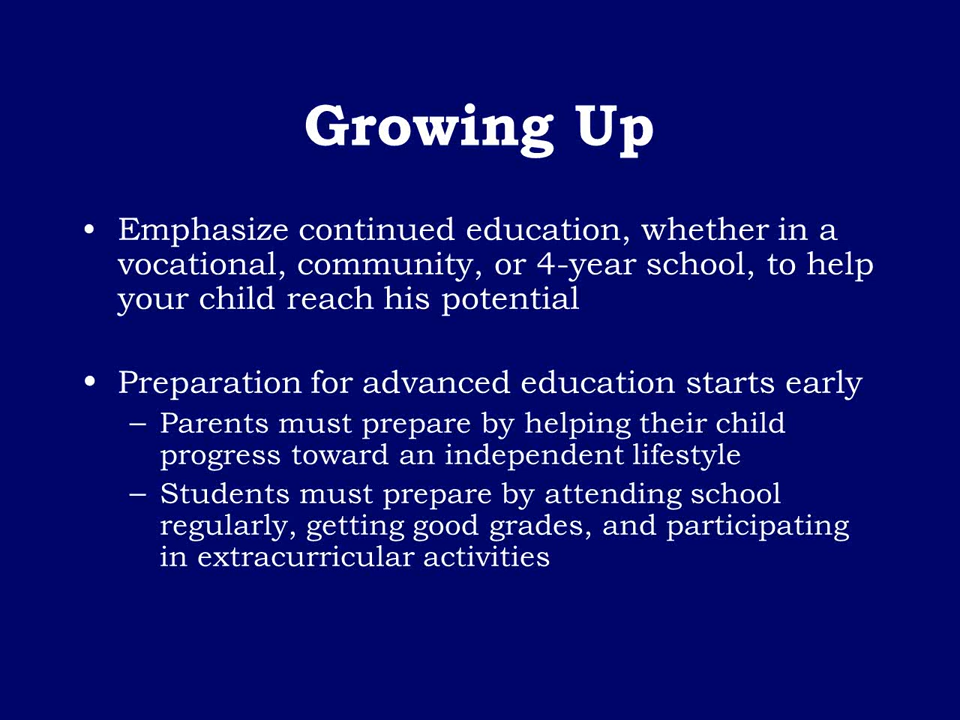 Growing Up
• Emphasize continued education, whether in a
vocational, community, or 4-year school, to help
your child reach his potential
• Preparation for advanced education starts early
– Parents must prepare by helping their child
progress toward an independent lifestyle
– Students must prepare by attending school
regularly, getting good grades, and participating
in extracurricular activities